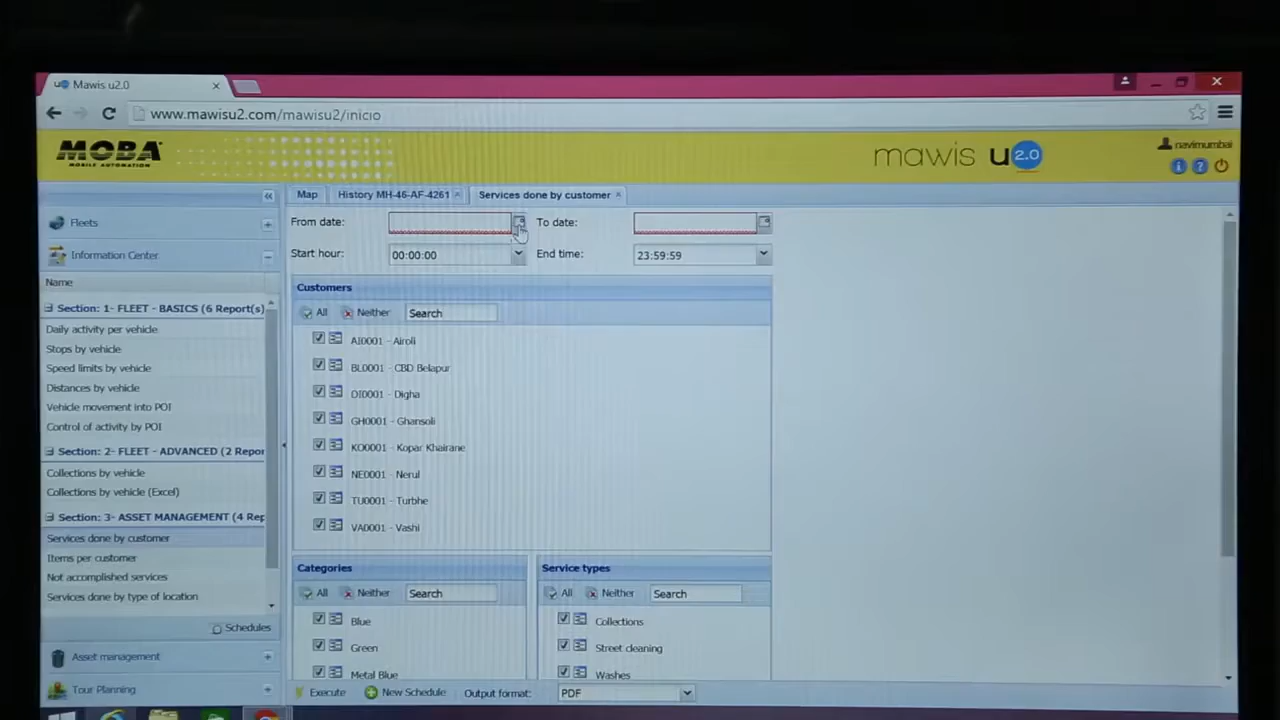 Mawis u2.0
www.mawisu2.com/mawisu2/inicio
MOBA
MOBILE AUTOMATION
mawis u 2.0
navimumbai
Map
History MH-46-AF-4261
Services done by customer
Fleets
Information Center
Name
Section: 1- FLEET - BASICS (6 Report(s)
Daily activity per vehicle
Stops by vehicle
Speed limits by vehicle
Distances by vehicle
Vehicle movement into POI
Control of activity by POI
Section: 2- FLEET - ADVANCED (2 Repor
Collections by vehicle
Collections by vehicle (Excel)
Section: 3- ASSET MANAGEMENT (4 Rep
Services done by customer
Items per customer
Not accomplished services
Services done by type of location
Schedules
Asset management
Tour Planning
From date:
To date:
Start hour: 00:00:00
End time: 23:59:59
Customers
All Neither Search
AI0001 - Airoli
BL0001 - CBD Belapur
DI0001 - Digha
GH0001 - Ghansoli
KO0001 - Kopar Khairane
NE0001 - Nerul
TU0001 - Turbhe
VA0001 - Vashi
Categories
All Neither Search
Blue
Green
Metal Blue
Service types
All Neither Search
Collections
Street cleaning
Washes
Execute New Schedule Output format: PDF